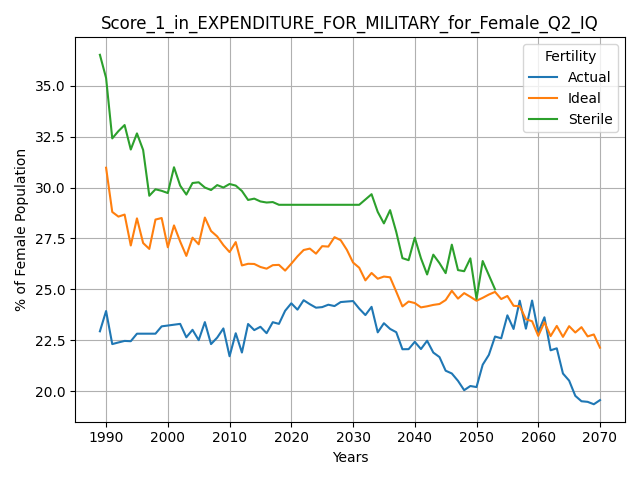 Score_1_in_EXPENDITURE_FOR_MILITARY_for_Female_Q2_IQ
Fertility
Actual
Ideal
Sterile
% of Female Population
35.0
32.5
30.0
27.5
25.0
22.5
20.0
1990 2000 2010 2020 2030 2040 2050 2060 2070
Years